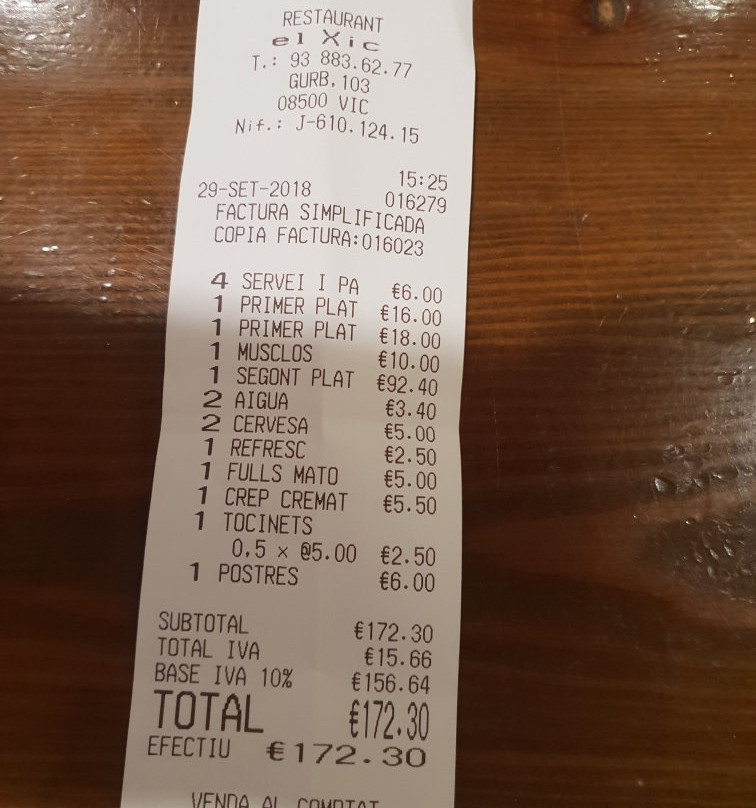 RESTAURANT
el Xic
T.: 93 883.62.77
GURB,103
08500 VIC
Nif.: J-610.124.15
15:25
29-SET-2018 016279
FACTURA SIMPLIFICADA
COPIA FACTURA:016023
4 SERVEI I PA €6.00
1 PRIMER PLAT €16.00
1 PRIMER PLAT €18.00
1 MUSCLOS €10.00
1 SEGONT PLAT €92.40
2 AIGUA €3.40
2 CERVESA €5.00
1 REFRESC €2.50
1 FULLS MATO €5.00
1 CREP CREMAT €5.50
1 TOCINETS
0,5 × @5.00 €2.50
1 POSTRES €6.00
SUBTOTAL €172.30
TOTAL IVA €15.66
BASE IVA 10% €156.64
TOTAL €172.30
EFECTIU €172.30
VENDA AL COMPTAT